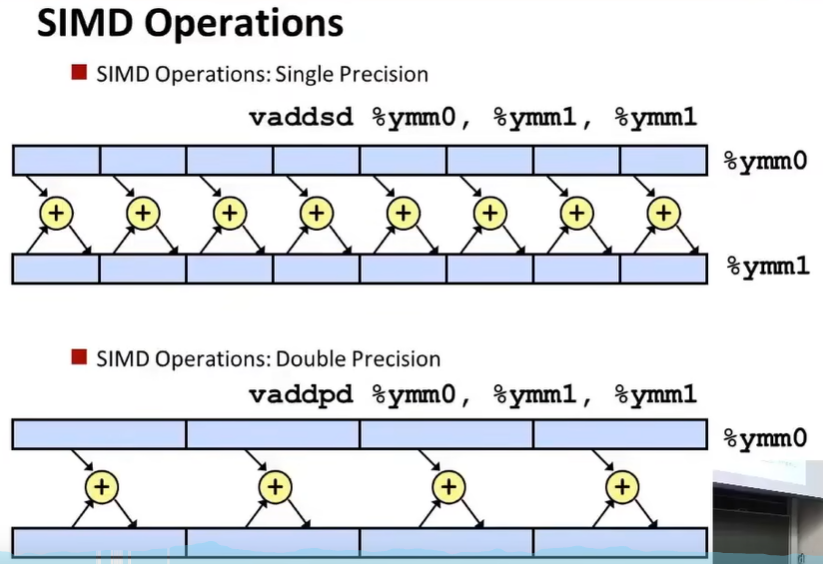 SIMD Operations
SIMD Operations: Single Precision
vaddsd %ymm0, %ymm1, %ymm1
%ymm0
+ + + + + + + +
%ymm1
SIMD Operations: Double Precision
vaddpd %ymm0, %ymm1, %ymm1
%ymm0
+ + + +